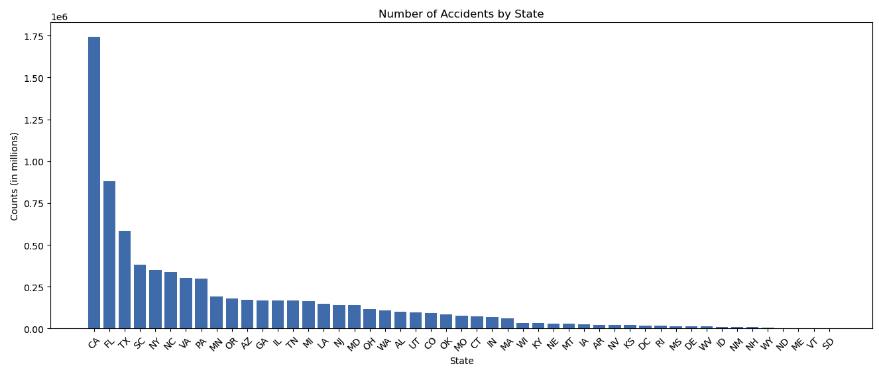 Number of Accidents by State
1e6
1.75
1.50
1.25
1.00
0.75
0.50
0.25
0.00
Counts (in millions)
CA FL TX SC NY NC VA PA MN OR AZ GA IL TN MI LA NJ MD OH WA AL UT CO OK MO CT IN MA WI KY NE MT IA AR NV KS DC RI MS DE WV ID NM NH WY ND ME VT SD
State